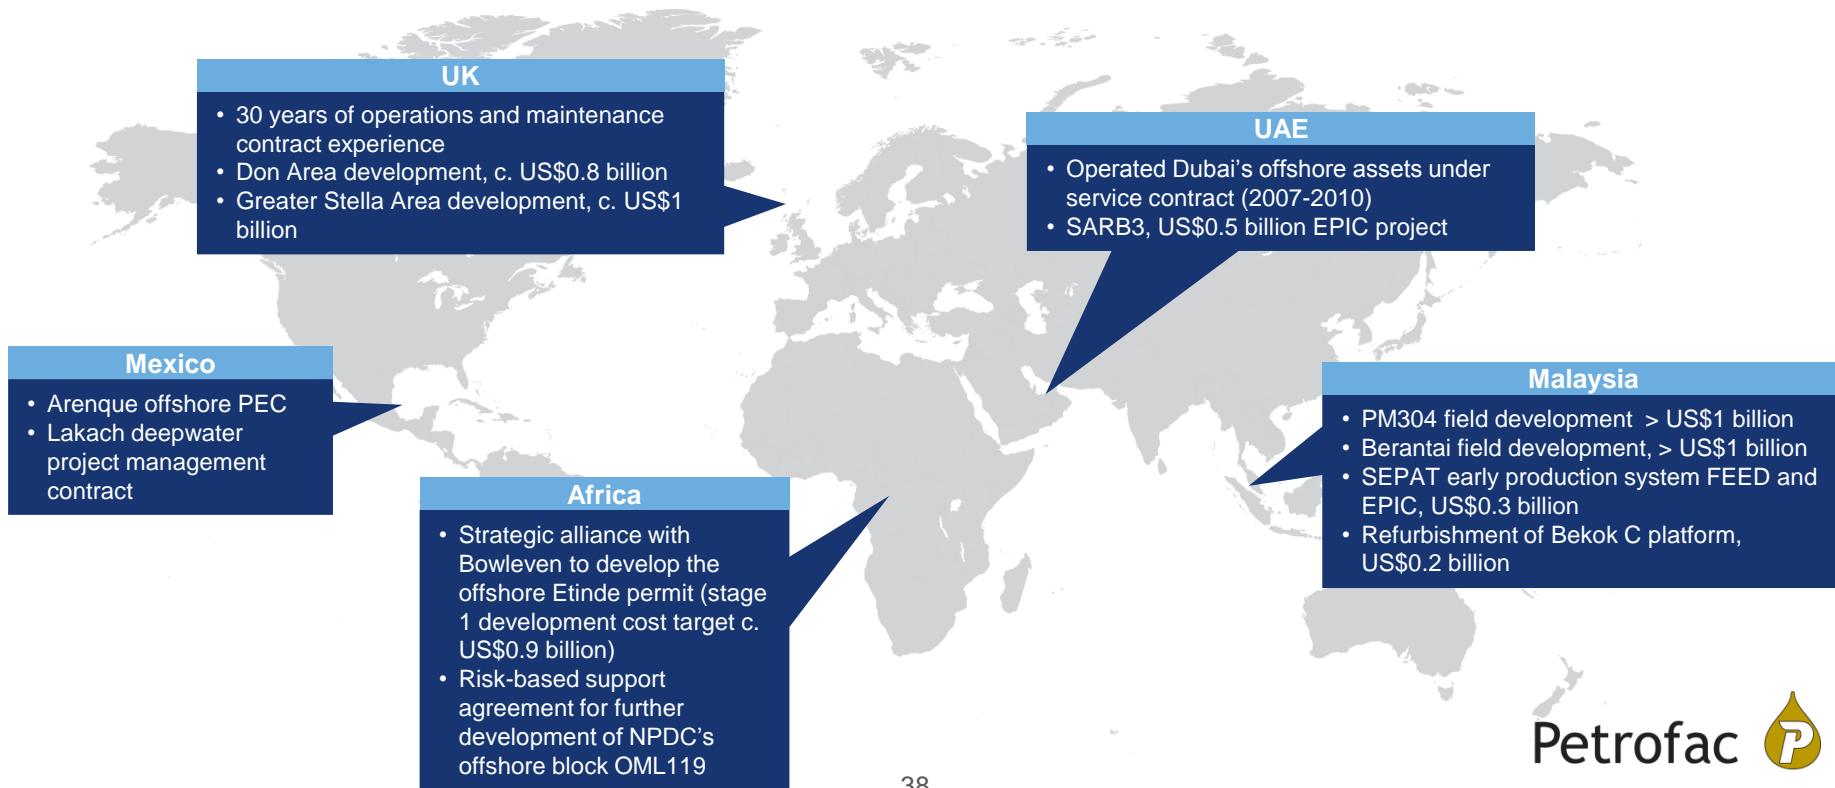 UK
• 30 years of operations and maintenance
contract experience
• Don Area development, c. US$0.8 billion
• Greater Stella Area development, c. US$1
billion
UAE
• Operated Dubai's offshore assets under
service contract (2007-2010)
• SARB3, US$0.5 billion EPIC project
Mexico
• Arenque offshore PEC
• Lakach deepwater
project management
contract
Africa
• Strategic alliance with
Bowleven to develop the
offshore Etinde permit (stage
1 development cost target c.
US$0.9 billion)
• Risk-based support
agreement for further
development of NPDC's
offshore block OML119
Malaysia
• PM304 field development > US$1 billion
• Berantai field development, > US$1 billion
• SEPAT early production system FEED and
EPIC, US$0.3 billion
• Refurbishment of Bekok C platform,
US$0.2 billion
Petrofac P
38